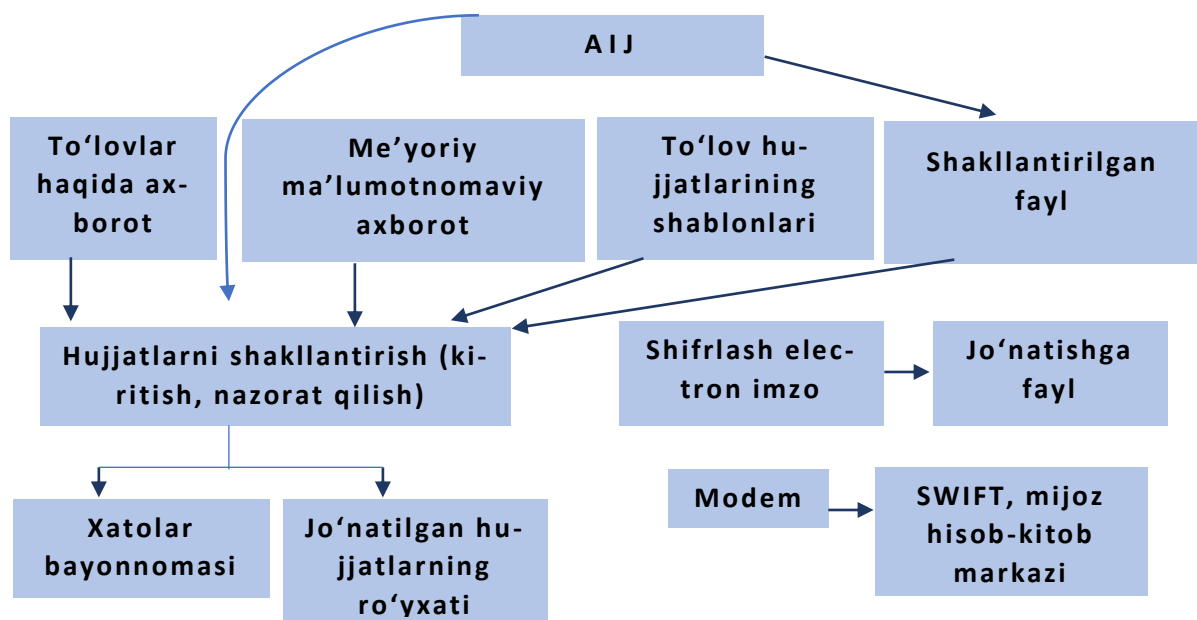 A I J
To‘lovlar
haqida ax-
borot
Me’yoriy
ma’lumotnomaviy
axborot
To‘lov hu-
jjatlarining
shablonlari
Shakllantirilgan
fayl
Hujjatlarni shakllantirish (ki-
ritish, nazorat qilish)
Shifrlash elec-
tron imzo
Jo‘natishga
fayl
Xatolar
bayonnomasi
Jo‘natilgan hu-
jjatlarning
ro‘yxati
Modem
SWIFT, mijoz
hisob-kitob
markazi